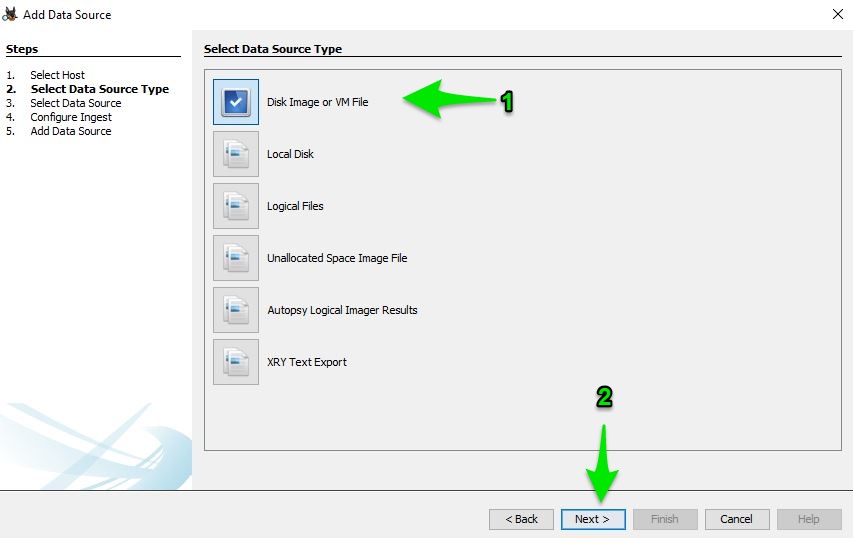 Add Data Source
Steps
1. Select Host
2. Select Data Source Type
3. Select Data Source
4. Configure Ingest
5. Add Data Source
Select Data Source Type
Disk Image or VM File
1
Local Disk
Logical Files
Unallocated Space Image File
Autopsy Logical Imager Results
XRY Text Export
2
< Back
Next >
Finish
Cancel
Help